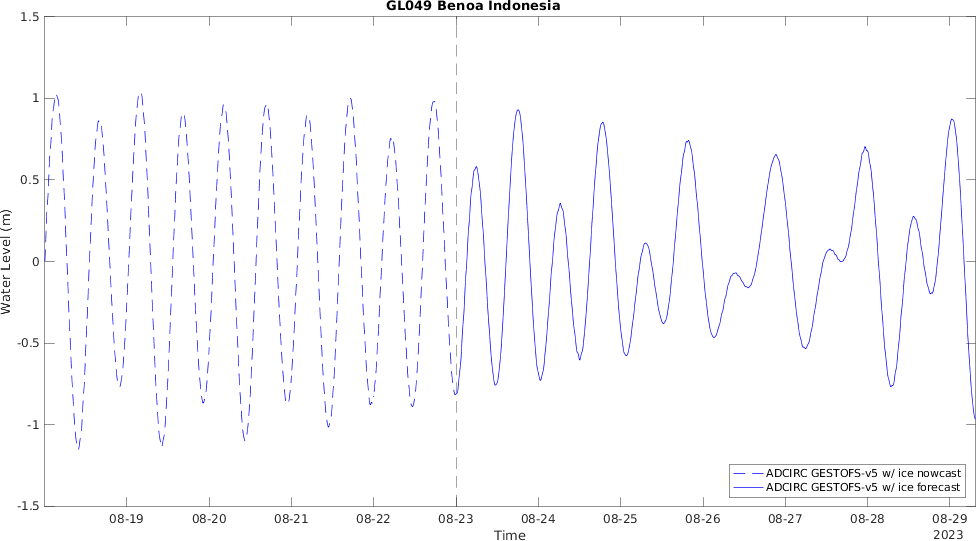 GL049 Benoa Indonesia
1.5
1
0.5
0
-0.5
-1
-1.5
Water Level (m)
ADCIRC GESTOFS-v5 w/ ice nowcast
ADCIRC GESTOFS-v5 w/ ice forecast
08-19 08-20 08-21 08-22 08-23 08-24 08-25 08-26 08-27 08-28 08-29
Time
2023